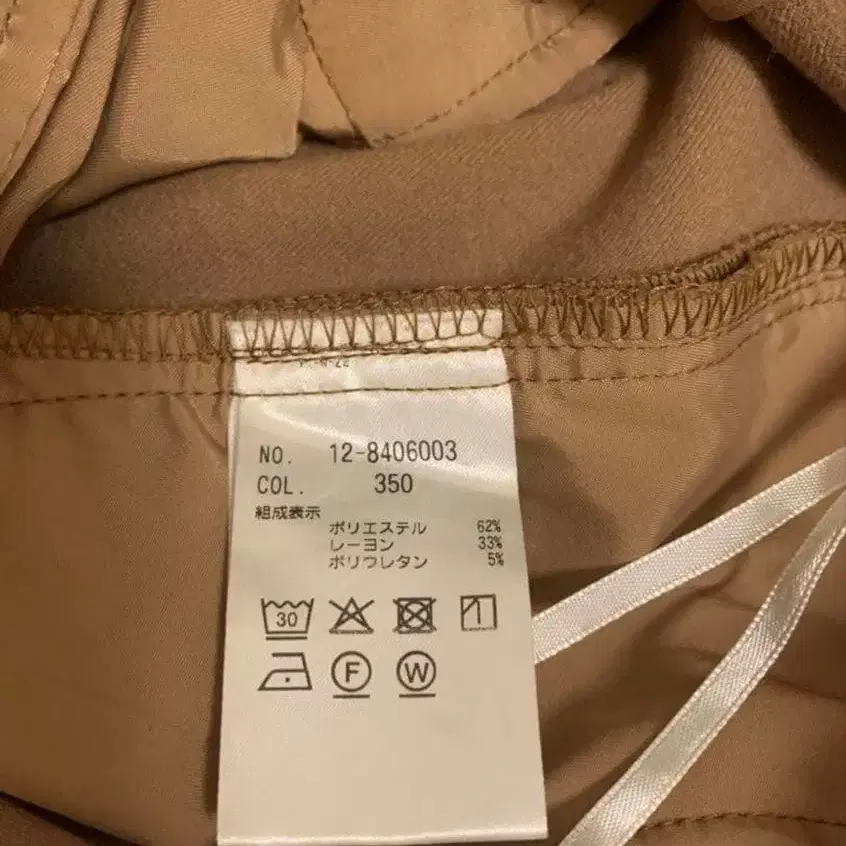 NO. 12-8406003
COL. 350
組成表示
ポリエステル 62%
レーヨン 33%
ポリウレタン 5%
30
F W